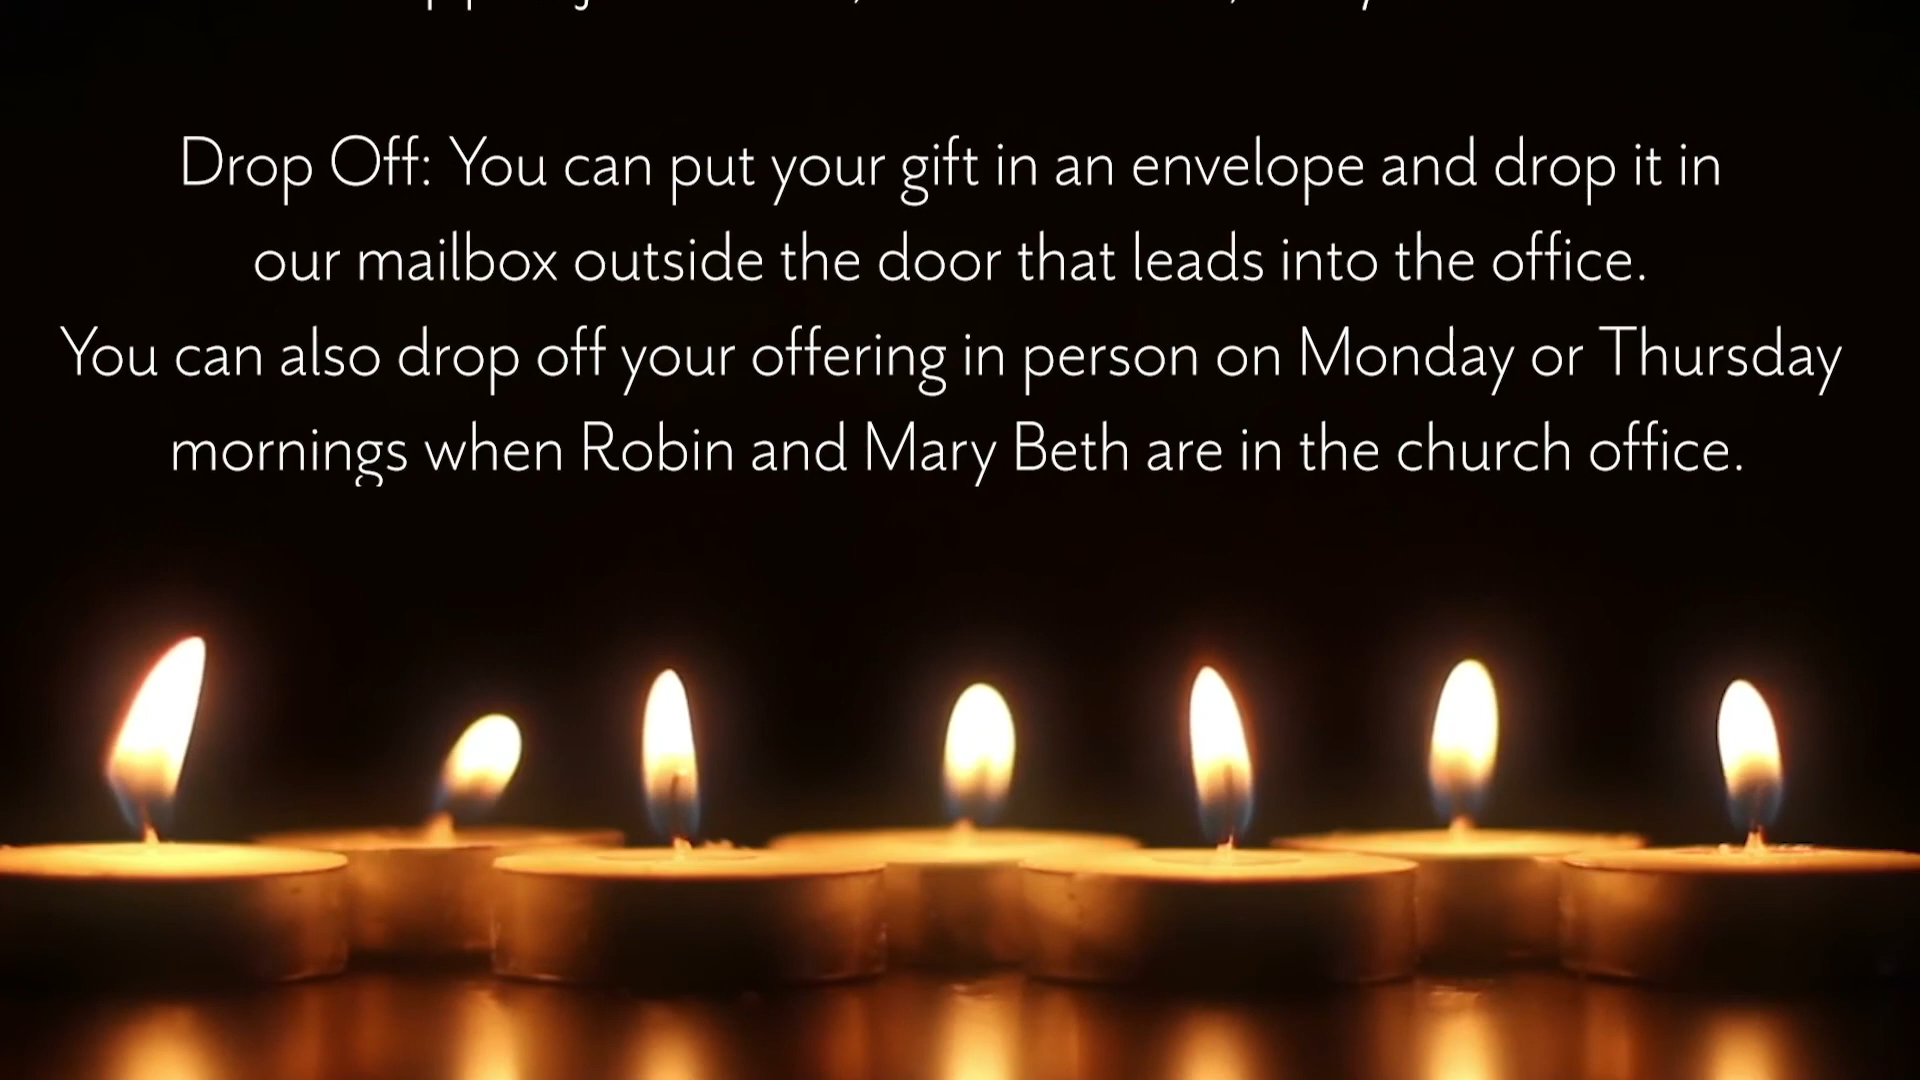 Drop Off: You can put your gift in an envelope and drop it in
our mailbox outside the door that leads into the office.
You can also drop off your offering in person on Monday or Thursday
mornings when Robin and Mary Beth are in the church office.